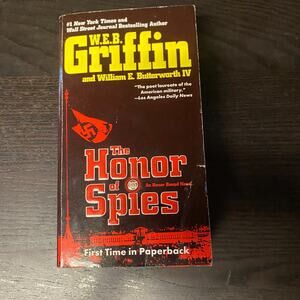 #1 New York Times and
Wall Street Journal Bestselling Author
W.E.B.
Griffin
and William E. Butterworth IV
"The poet laureate of the
American military."
—Los Angeles Daily News
The
Honor
of
Spies
An Honor Bound Novel
First Time in Paperback